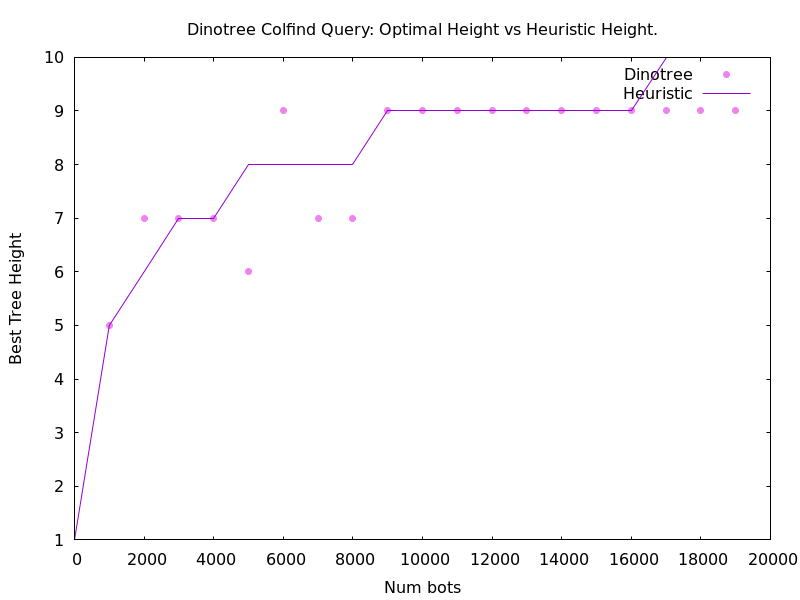 Dinotree Colfind Query: Optimal Height vs Heuristic Height.
Dinotree
Heuristic
Best Tree Height
10
9
8
7
6
5
4
3
2
1
0 2000 4000 6000 8000 10000 12000 14000 16000 18000 20000
Num bots